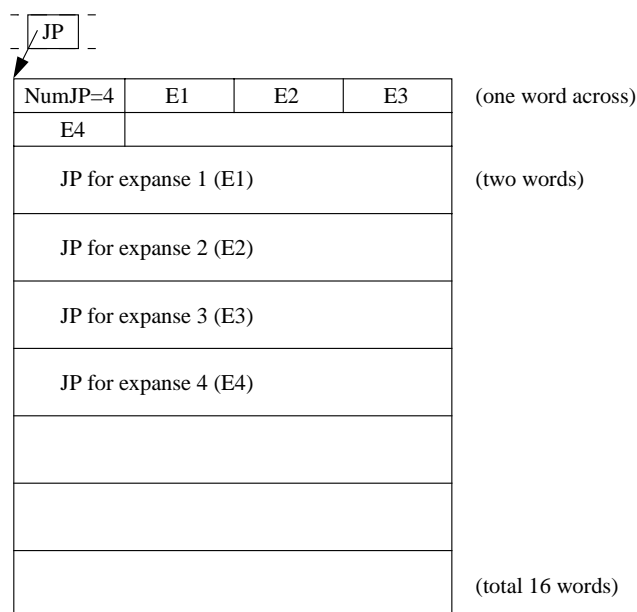 JP
NumJP=4 E1 E2 E3 (one word across)
E4
JP for expanse 1 (E1) (two words)
JP for expanse 2 (E2)
JP for expanse 3 (E3)
JP for expanse 4 (E4)
(total 16 words)